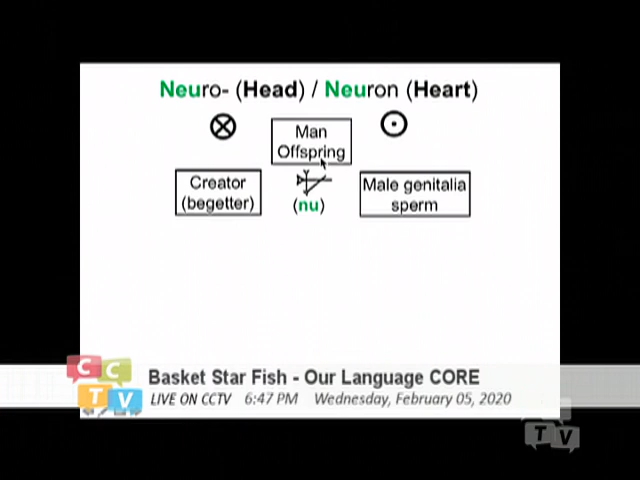 Neuro- (Head) / Neuron (Heart)
Man
Offspring
Creator
(begetter)
(nu)
Male genitalia
sperm
CCTV
Basket Star Fish - Our Language CORE
LIVE ON CCTV 6:47 PM Wednesday, February 05, 2020
TV